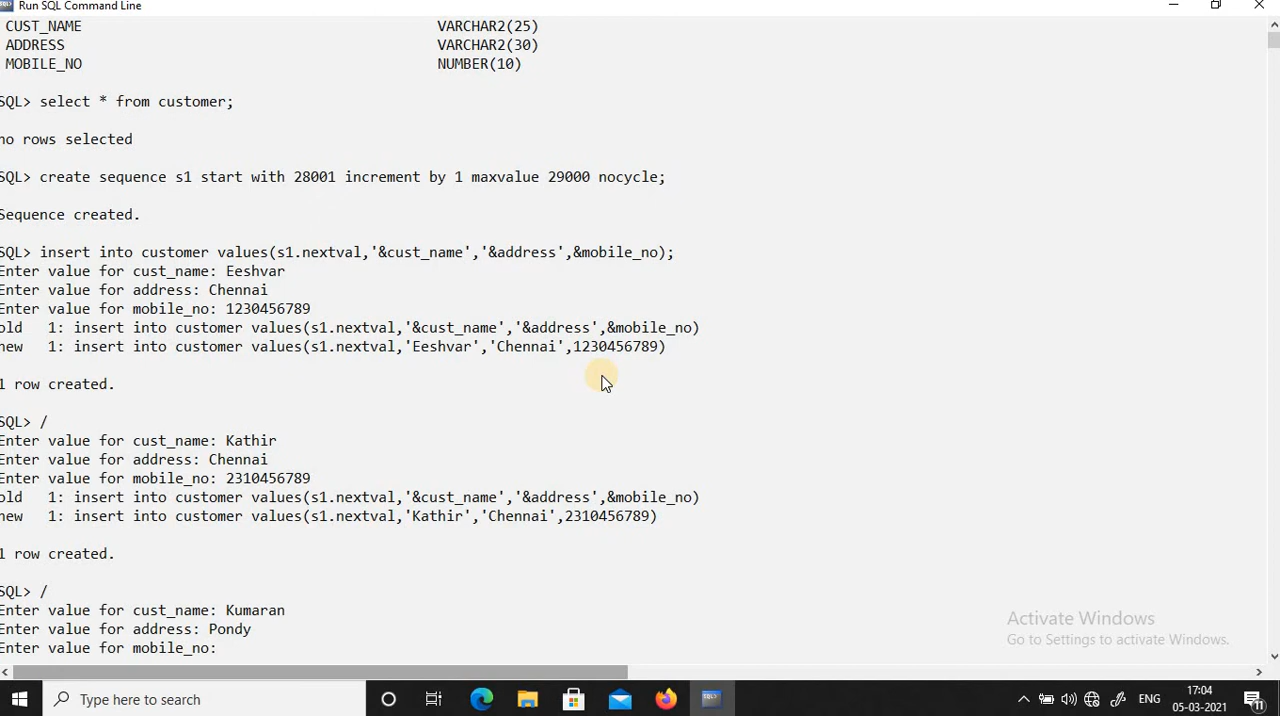 Run SQL Command Line
CUST_NAME VARCHAR2(25)
ADDRESS VARCHAR2(30)
MOBILE_NO NUMBER(10)
SQL> select * from customer;
no rows selected
SQL> create sequence s1 start with 28001 increment by 1 maxvalue 29000 nocycle;
Sequence created.
SQL> insert into customer values(s1.nextval,'&cust_name','&address',&mobile_no);
Enter value for cust_name: Eeshvar
Enter value for address: Chennai
Enter value for mobile_no: 1230456789
old 1: insert into customer values(s1.nextval,'&cust_name','&address',&mobile_no)
new 1: insert into customer values(s1.nextval,'Eeshvar','Chennai',1230456789)
1 row created.
SQL> /
Enter value for cust_name: Kathir
Enter value for address: Chennai
Enter value for mobile_no: 2310456789
old 1: insert into customer values(s1.nextval,'&cust_name','&address',&mobile_no)
new 1: insert into customer values(s1.nextval,'Kathir','Chennai',2310456789)
1 row created.
SQL> /
Enter value for cust_name: Kumaran
Enter value for address: Pondy
Enter value for mobile_no:
Activate Windows
Go to Settings to activate Windows.
Type here to search
SQL>
ENG
17:04
05-03-2021
11